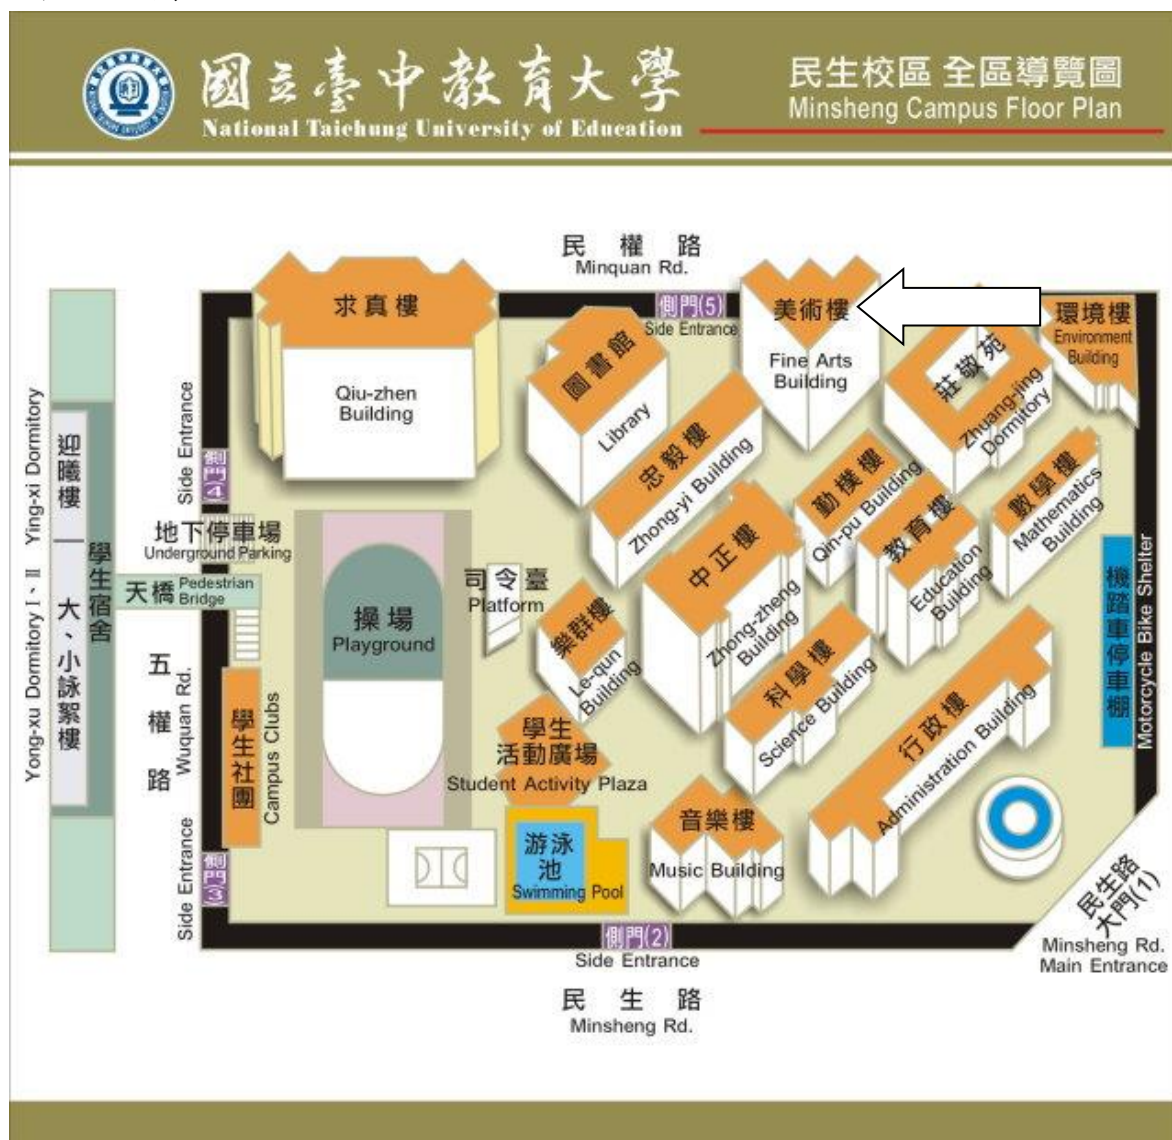 國立臺中教育大學
National Taichung University of Education
民生校區 全區導覽圖
Minsheng Campus Floor Plan
民權路
Minquan Rd.
側門(5)
Side Entrance
求真樓
Qiu-zhen
Building
圖書館
Library
美術樓
Fine Arts
Building
莊敬苑
Zhuang-jing
Dormitory
環境樓
Environment
Building
忠毅樓
Zhong-yi Building
勤樸樓
Qin-pu Building
教育樓
Education
Building
數學樓
Mathematics
Building
中正樓
Zhong-zheng
Building
Side Entrance
側門(4)
地下停車場
Underground Parking
天橋
Pedestrian
Bridge
Ying-xi Dormitory
迎曦樓
學生宿舍
Yong-xu Dormitory I、II
大、小詠絮樓
五權路
Wuquan Rd.
學生社團
Campus Clubs
Side Entrance
側門(3)
操場
Playground
司令臺
Platform
樂群樓
Le-qun
Building
學生
活動廣場
Student Activity Plaza
游泳
池
Swimming Pool
科學樓
Science Building
音樂樓
Music Building
行政樓
Administration Building
機踏車停車棚
Motorcycle Bike Shelter
民生路
大門(1)
Minsheng Rd.
Main Entrance
側門(2)
Side Entrance
民生路
Minsheng Rd.